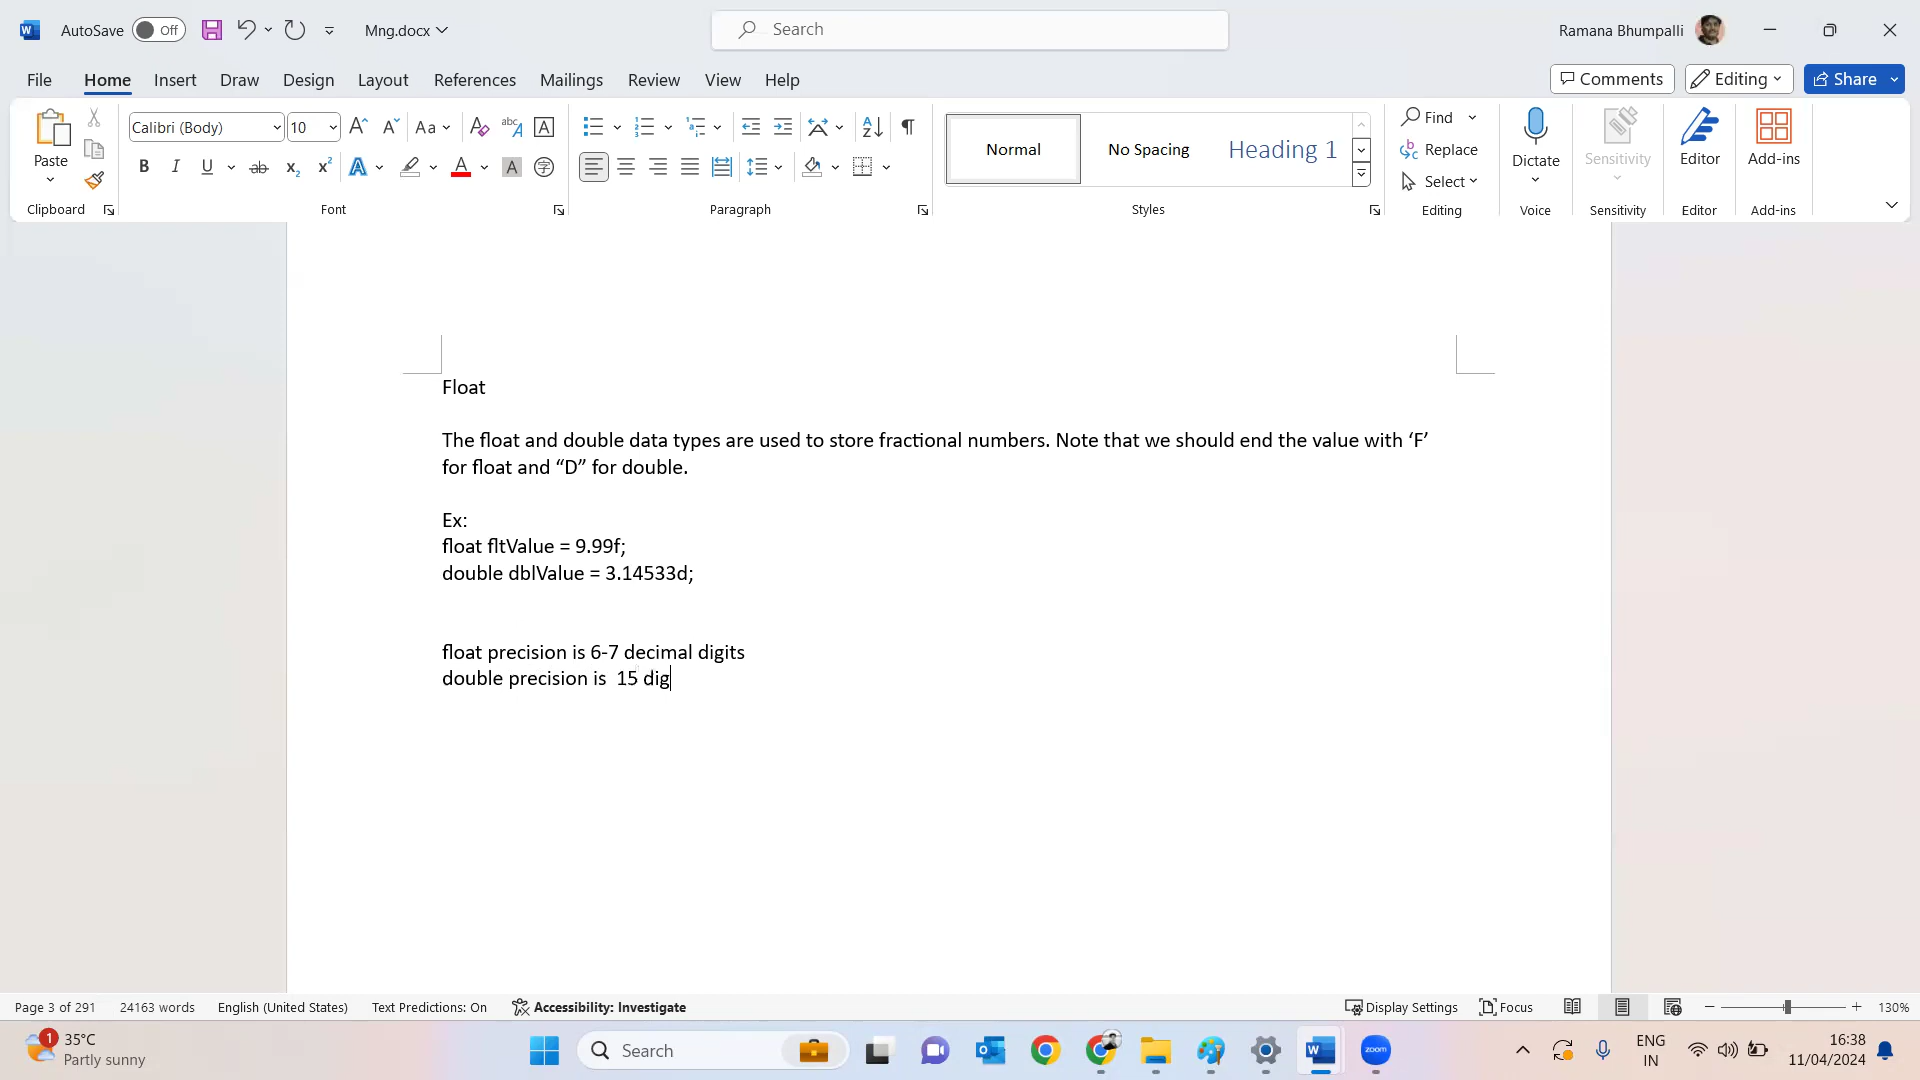 AutoSave Off Mng.docx Search Ramana Bhumpalli
File Home Insert Draw Design Layout References Mailings Review View Help Comments Editing Share
Paste Calibri (Body) 10 Aa Normal No Spacing Heading 1 Find Replace Select Dictate Sensitivity Editor Add-ins
Clipboard Font Paragraph Styles Editing Voice Sensitivity Editor Add-ins
Float
The float and double data types are used to store fractional numbers. Note that we should end the value with ‘F’
for float and “D” for double.
Ex:
float fltValue = 9.99f;
double dblValue = 3.14533d;
float precision is 6-7 decimal digits
double precision is  15 dig
Page 3 of 291 24163 words English (United States) Text Predictions: On Accessibility: Investigate Display Settings Focus 130%
1 35°C Search zoom ENG 16:38
Partly sunny IN 11/04/2024